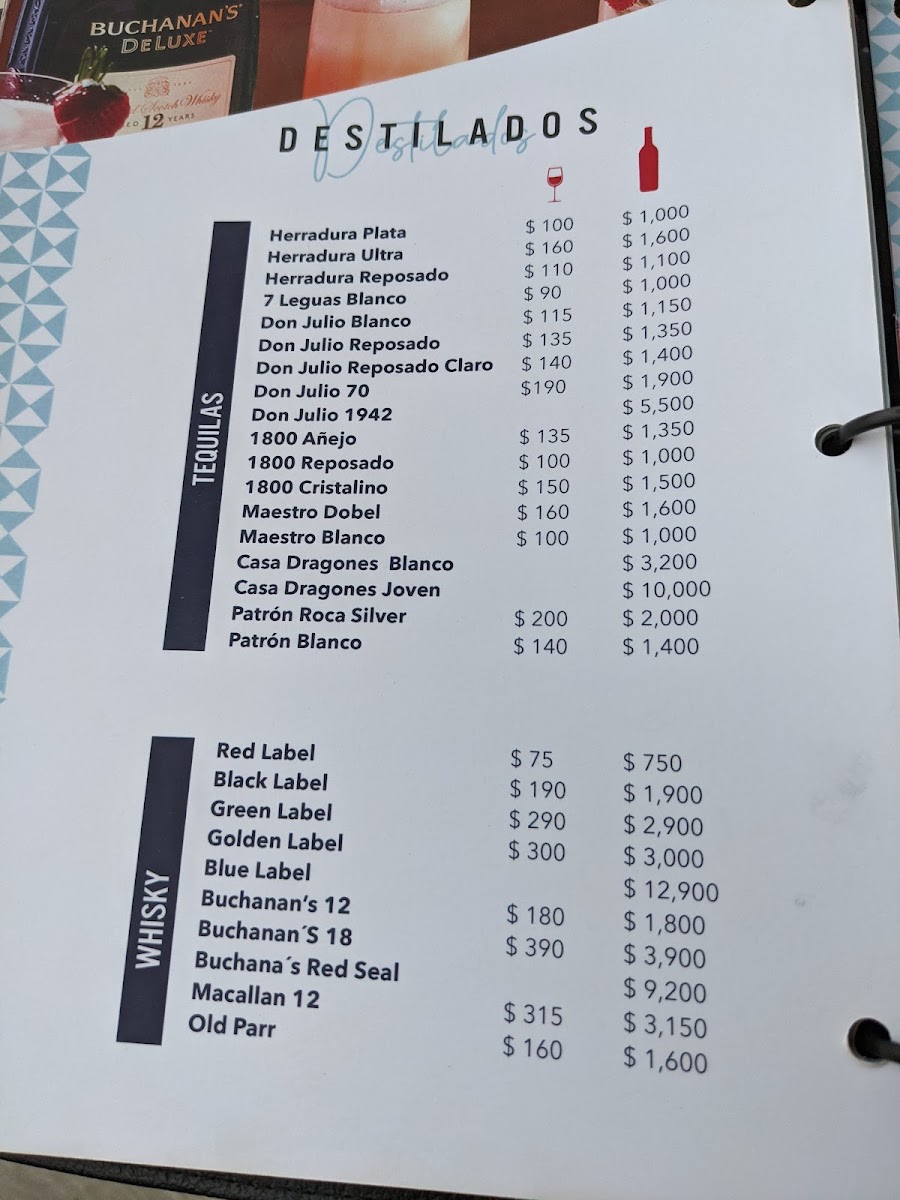 BUCHANAN'S
DELUXE
Scotch Whisky
12 YEARS
DESTILADOS
Destilados
TEQUILAS
Herradura Plata $ 100 $ 1,000
Herradura Ultra $ 160 $ 1,600
Herradura Reposado $ 110 $ 1,100
7 Leguas Blanco $ 90 $ 1,000
Don Julio Blanco $ 115 $ 1,150
Don Julio Reposado $ 135 $ 1,350
Don Julio Reposado Claro $ 140 $ 1,400
Don Julio 70 $190 $ 1,900
Don Julio 1942 $ 5,500
1800 Añejo $ 135 $ 1,350
1800 Reposado $ 100 $ 1,000
1800 Cristalino $ 150 $ 1,500
Maestro Dobel $ 160 $ 1,600
Maestro Blanco $ 100 $ 1,000
Casa Dragones Blanco $ 3,200
Casa Dragones Joven $ 10,000
Patrón Roca Silver $ 200 $ 2,000
Patrón Blanco $ 140 $ 1,400
WHISKY
Red Label $ 75 $ 750
Black Label $ 190 $ 1,900
Green Label $ 290 $ 2,900
Golden Label $ 300 $ 3,000
Blue Label $ 12,900
Buchanan's 12 $ 180 $ 1,800
Buchanan´S 18 $ 390 $ 3,900
Buchana´s Red Seal $ 9,200
Macallan 12 $ 315 $ 3,150
Old Parr $ 160 $ 1,600